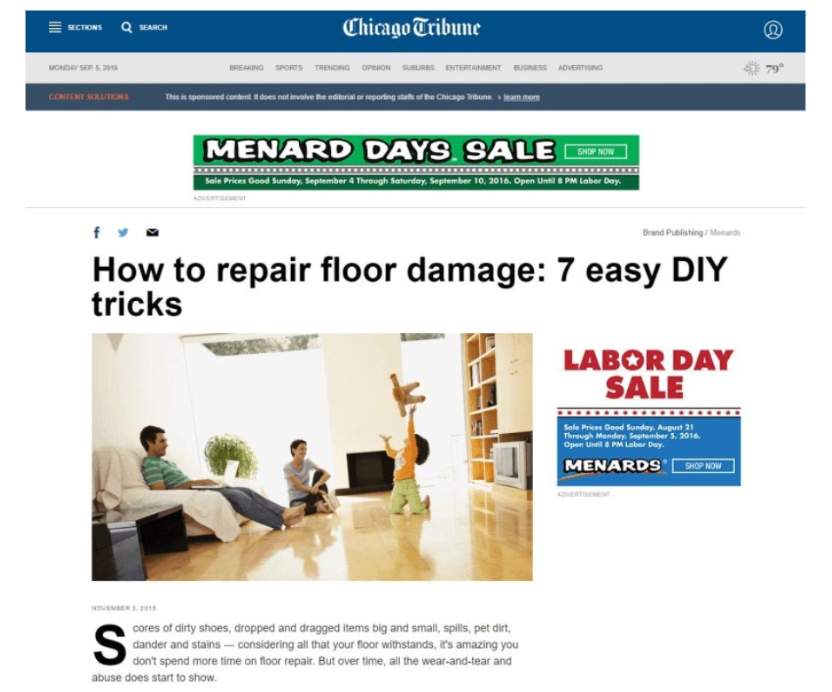 SECTIONS SEARCH Chicago Tribune
MONDAY SEP 5, 2016 BREAKING SPORTS TRENDING OPINION SUBURBS ENTERTAINMENT BUSINESS ADVERTISING 79°
CONTENT SOLUTIONS This is sponsored content. It does not involve the editorial or reporting staffs of the Chicago Tribune. > learn more
MENARD DAYS SALE SHOP NOW
Sale Prices Good Sunday, September 4 Through Saturday, September 10, 2016. Open Until 8 PM Labor Day.
ADVERTISEMENT
Brand Publishing / Menards
How to repair floor damage: 7 easy DIY
tricks
LABOR DAY
SALE
Sale Prices Good Sunday, August 21
Through Monday, September 5, 2016.
Open Until 8 PM Labor Day.
MENARDS® SHOP NOW
ADVERTISEMENT
NOVEMBER 3, 2015
Scores of dirty shoes, dropped and dragged items big and small, spills, pet dirt,
dander and stains — considering all that your floor withstands, it's amazing you
don't spend more time on floor repair. But over time, all the wear-and-tear and
abuse does start to show.